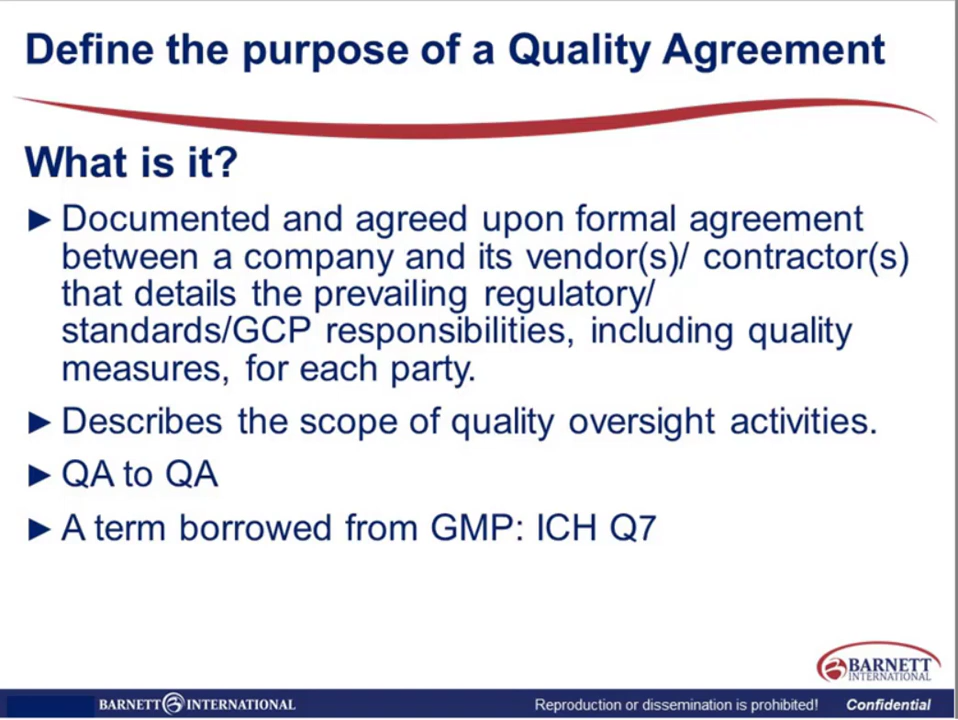 Define the purpose of a Quality Agreement
What is it?
► Documented and agreed upon formal agreement
between a company and its vendor(s)/ contractor(s)
that details the prevailing regulatory/
standards/GCP responsibilities, including quality
measures, for each party.
► Describes the scope of quality oversight activities.
► QA to QA
► A term borrowed from GMP: ICH Q7
BARNETT
INTERNATIONAL
BARNETT INTERNATIONAL
Reproduction or dissemination is prohibited! Confidential